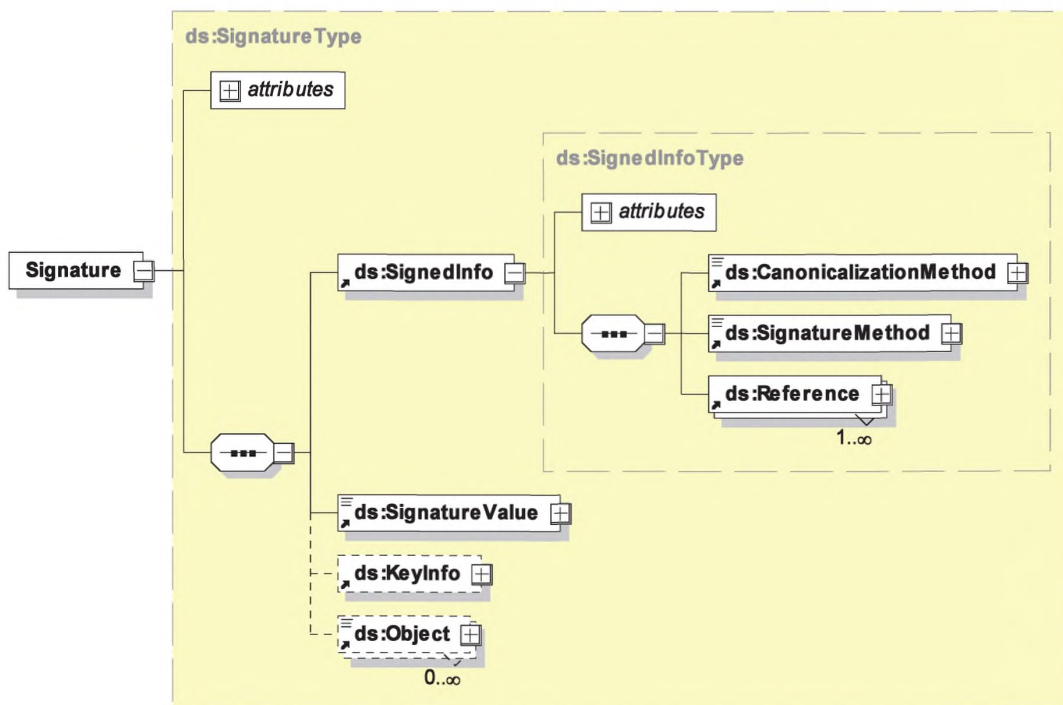 ds:SignatureType
attributes
ds:SignedInfoType
attributes
Signature
ds:SignedInfo
ds:CanonicalizationMethod
ds:SignatureMethod
ds:Reference
1..∞
ds:SignatureValue
ds:KeyInfo
ds:Object
0..∞